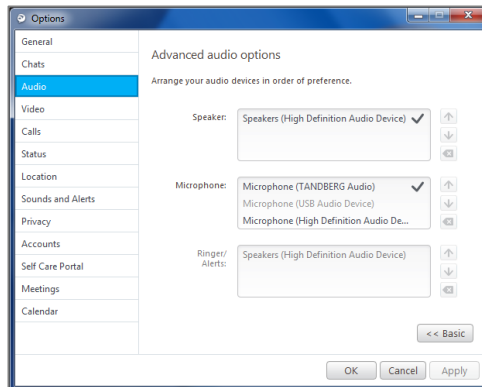 Options
General
Chats
Audio
Video
Calls
Status
Location
Sounds and Alerts
Privacy
Accounts
Self Care Portal
Meetings
Calendar
Advanced audio options
Arrange your audio devices in order of preference.
Speaker:
Speakers (High Definition Audio Device)
Microphone:
Microphone (TANDBERG Audio)
Microphone (USB Audio Device)
Microphone (High Definition Audio De...
Ringer/
Alerts:
Speakers (High Definition Audio Device)
<< Basic
OK Cancel Apply